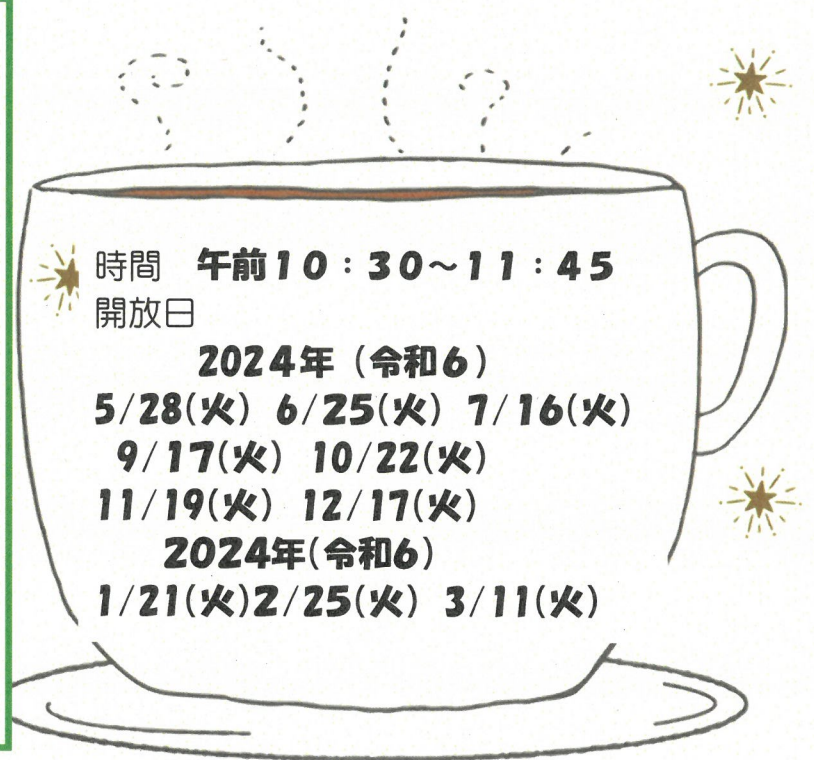 時間　午前１０：３０～１１：４５
開放日
2024年（令和6）
5/28(火) 6/25(火) 7/16(火)
9/17(火) 10/22(火)
11/19(火) 12/17(火)
2024年(令和6)
1/21(火)2/25(火) 3/11(火)